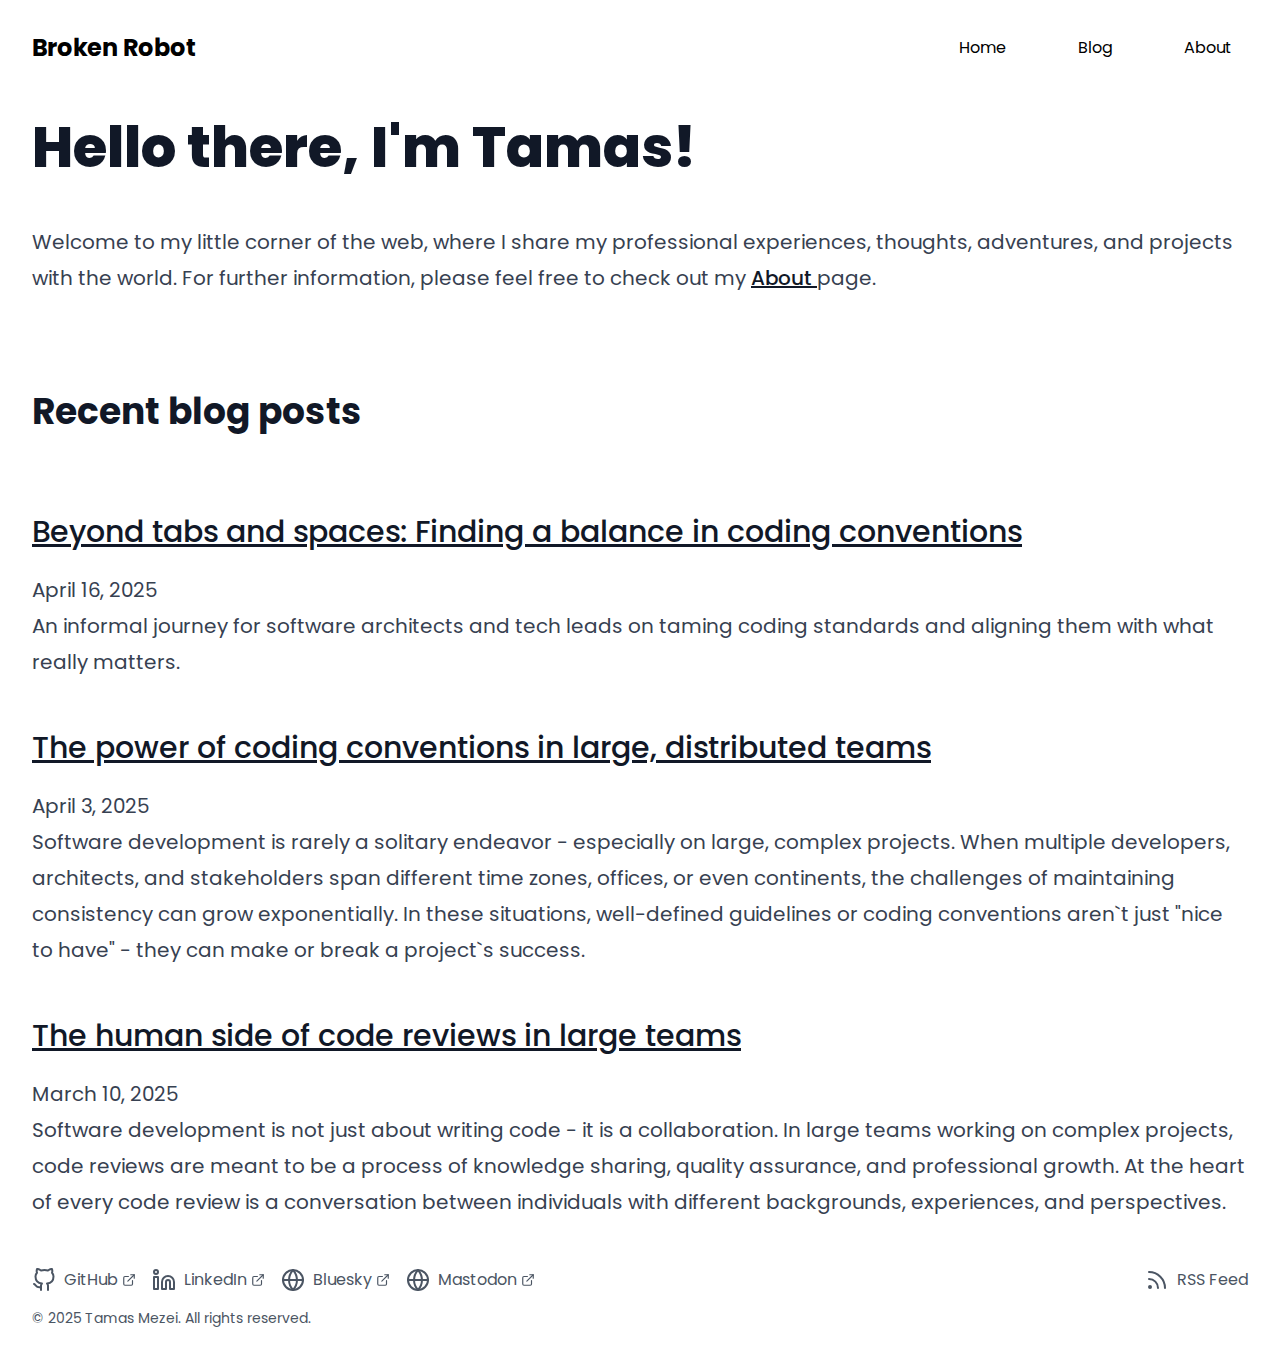 Broken Robot
Home
Blog
About
Hello there, I'm Tamas!
Welcome to my little corner of the web, where I share my professional experiences, thoughts, adventures, and projects
with the world. For further information, please feel free to check out my About page.
Recent blog posts
Beyond tabs and spaces: Finding a balance in coding conventions
April 16, 2025
An informal journey for software architects and tech leads on taming coding standards and aligning them with what
really matters.
The power of coding conventions in large, distributed teams
April 3, 2025
Software development is rarely a solitary endeavor - especially on large, complex projects. When multiple developers,
architects, and stakeholders span different time zones, offices, or even continents, the challenges of maintaining
consistency can grow exponentially. In these situations, well-defined guidelines or coding conventions aren`t just "nice
to have" - they can make or break a project`s success.
The human side of code reviews in large teams
March 10, 2025
Software development is not just about writing code - it is a collaboration. In large teams working on complex projects,
code reviews are meant to be a process of knowledge sharing, quality assurance, and professional growth. At the heart
of every code review is a conversation between individuals with different backgrounds, experiences, and perspectives.
GitHub
LinkedIn
Bluesky
Mastodon
RSS Feed
© 2025 Tamas Mezei. All rights reserved.